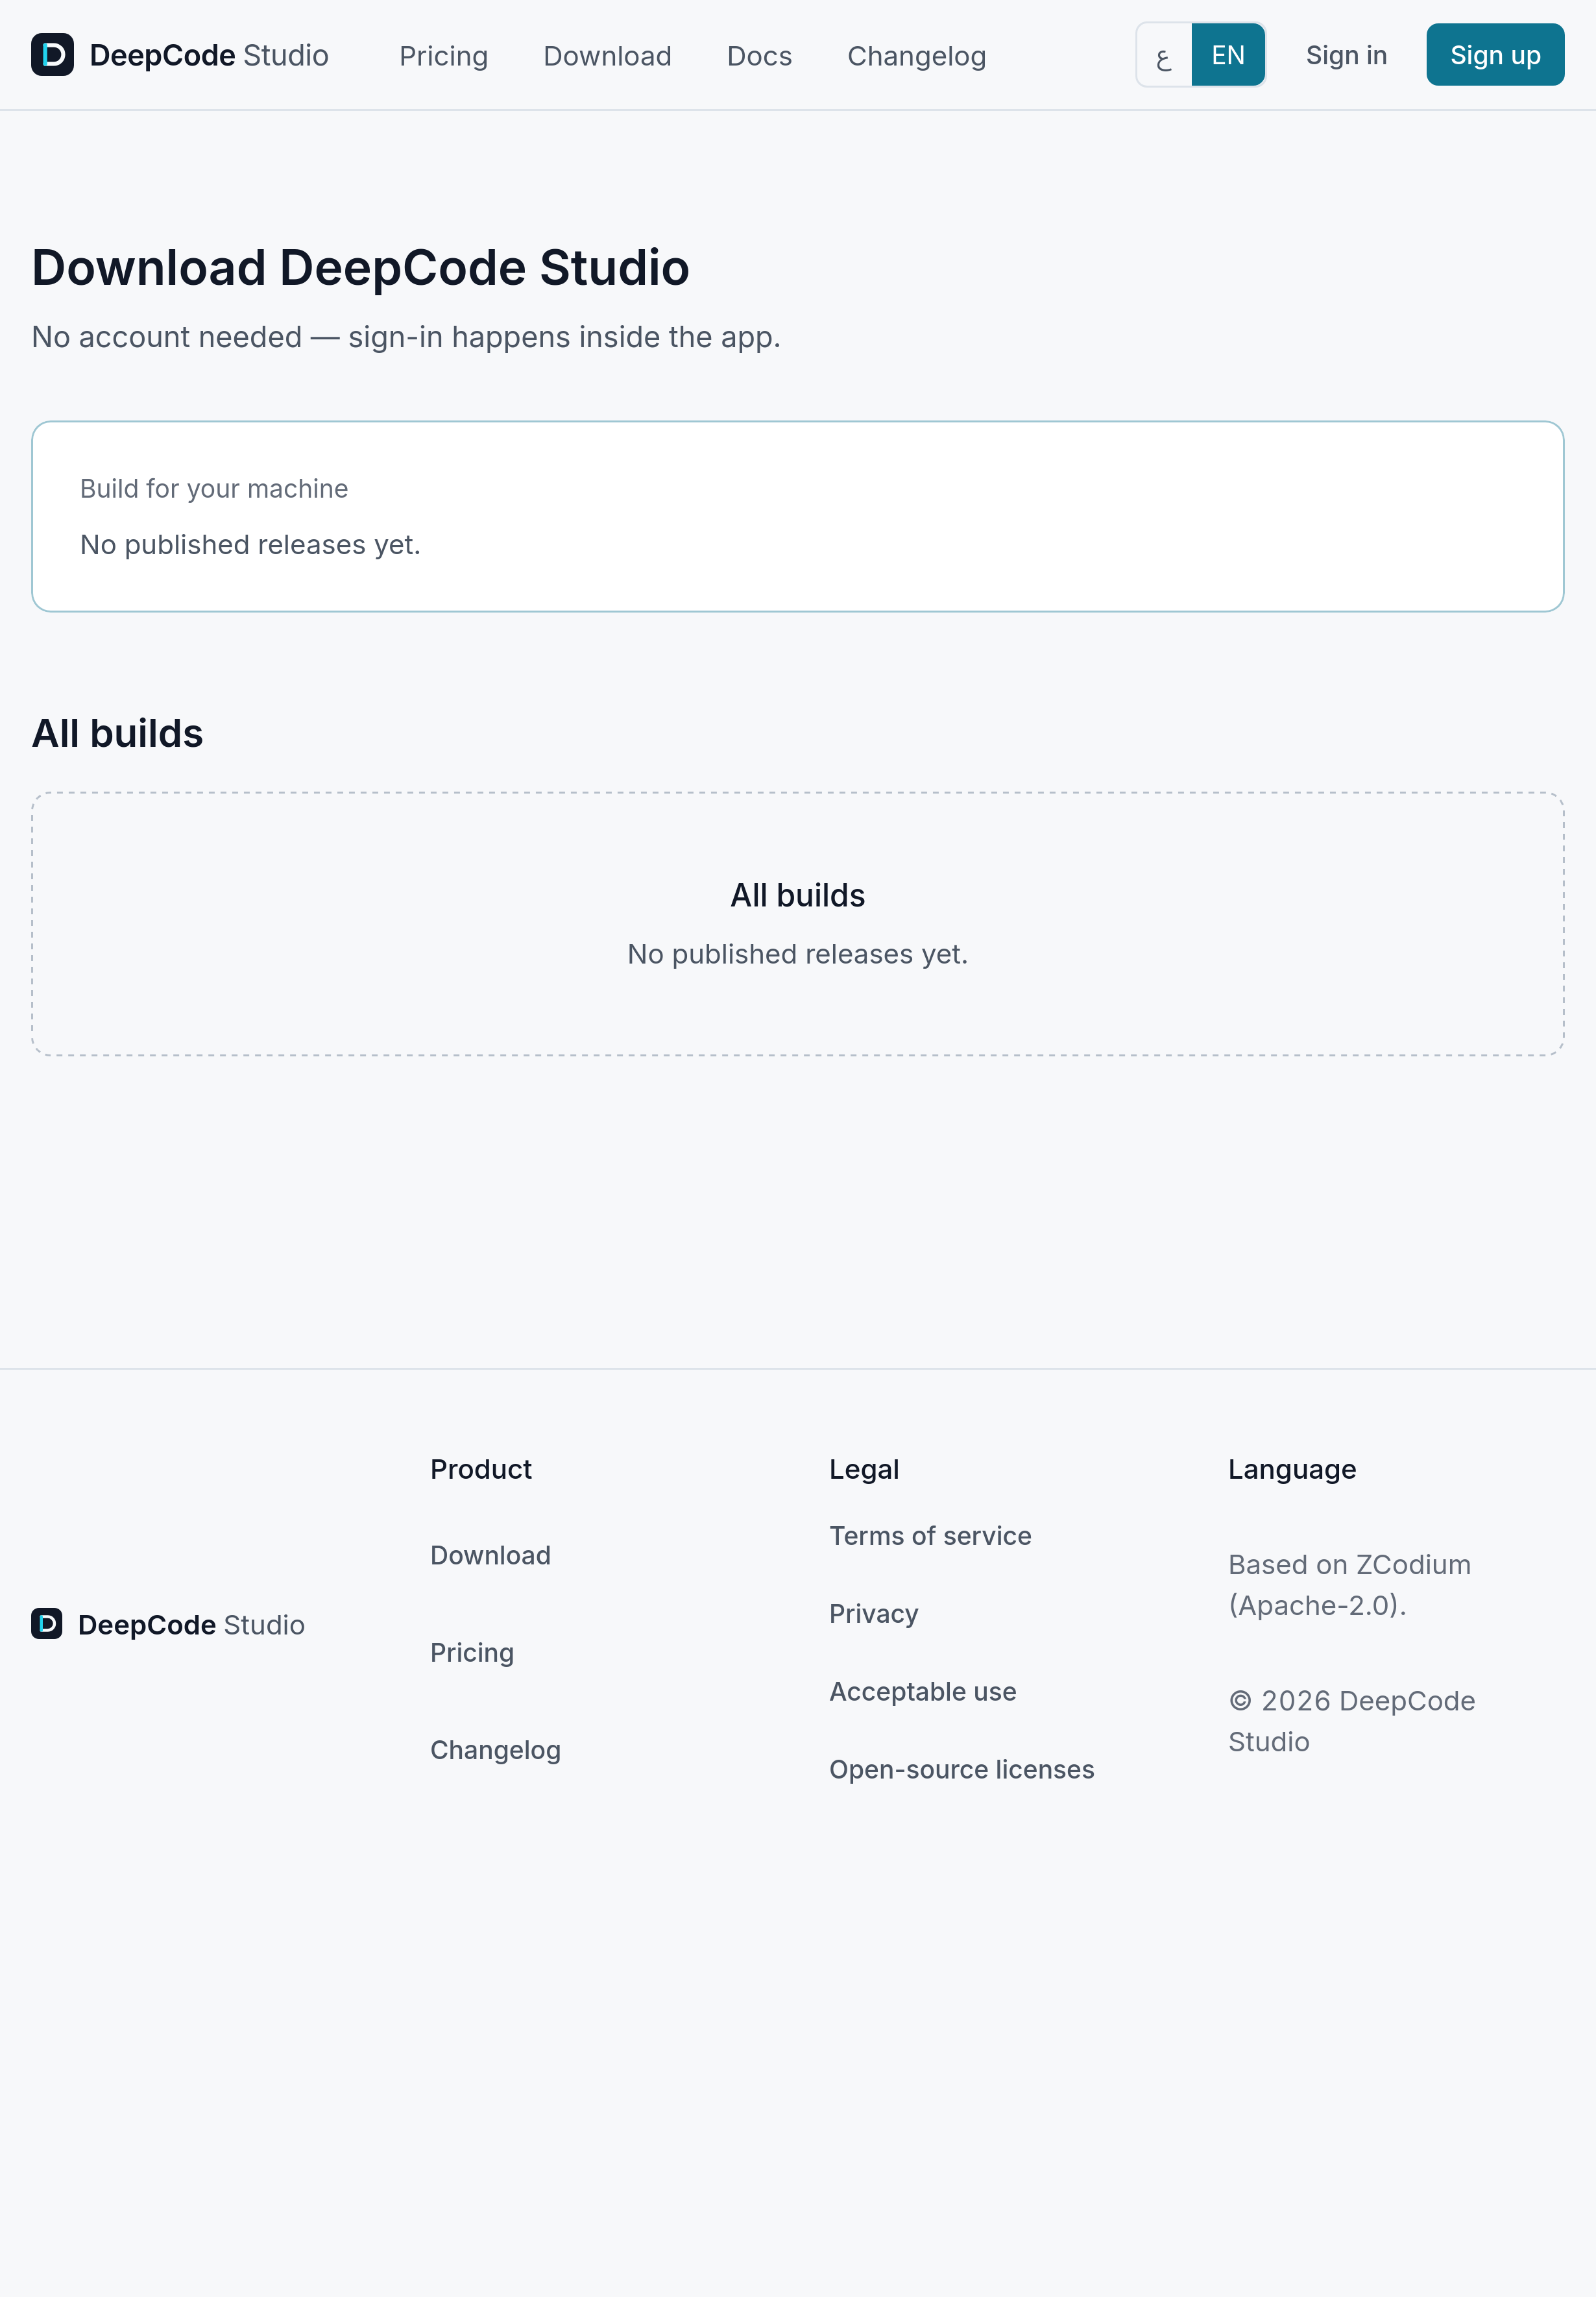 DeepCode Studio
Pricing
Download
Docs
Changelog
ع
EN
Sign in
Sign up
Download DeepCode Studio
No account needed — sign-in happens inside the app.
Build for your machine
No published releases yet.
All builds
All builds
No published releases yet.
DeepCode Studio
Product
Download
Pricing
Changelog
Legal
Terms of service
Privacy
Acceptable use
Open-source licenses
Language
Based on ZCodium
(Apache-2.0).
© 2026 DeepCode
Studio